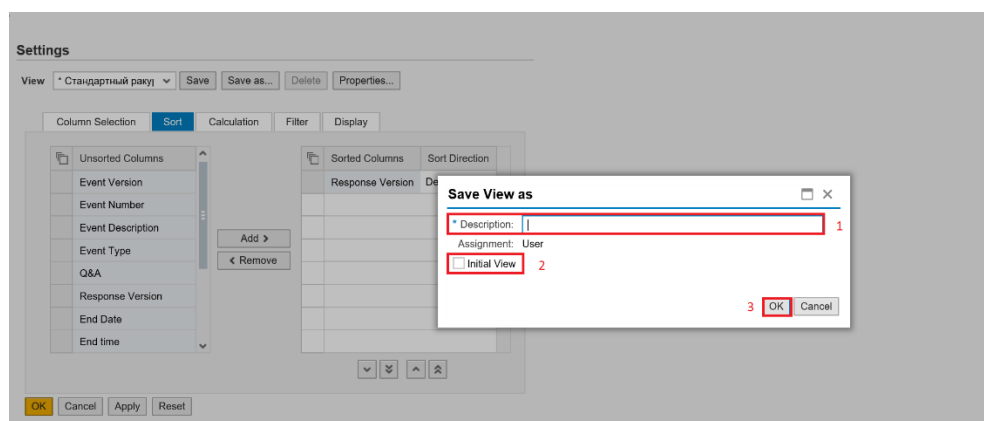 Settings
View * Стандартный ракур Save Save as... Delete Properties...
Column Selection Sort Calculation Filter Display
Unsorted Columns
Event Version
Event Number
Event Description
Event Type
Q&A
Response Version
End Date
End time
Add >
< Remove
Sorted Columns Sort Direction
Response Version De
Save View as
* Description: 1
Assignment: User
Initial View 2
3 OK Cancel
OK Cancel Apply Reset